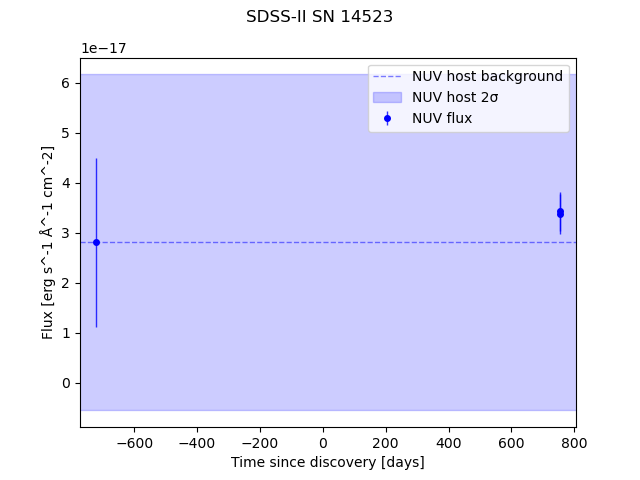 SDSS-II SN 14523
1e−17
NUV host background
NUV host 2σ
NUV flux
6
5
4
3
2
1
0
Flux [erg s^-1 Å^-1 cm^-2]
−600 −400 −200 0 200 400 600 800
Time since discovery [days]